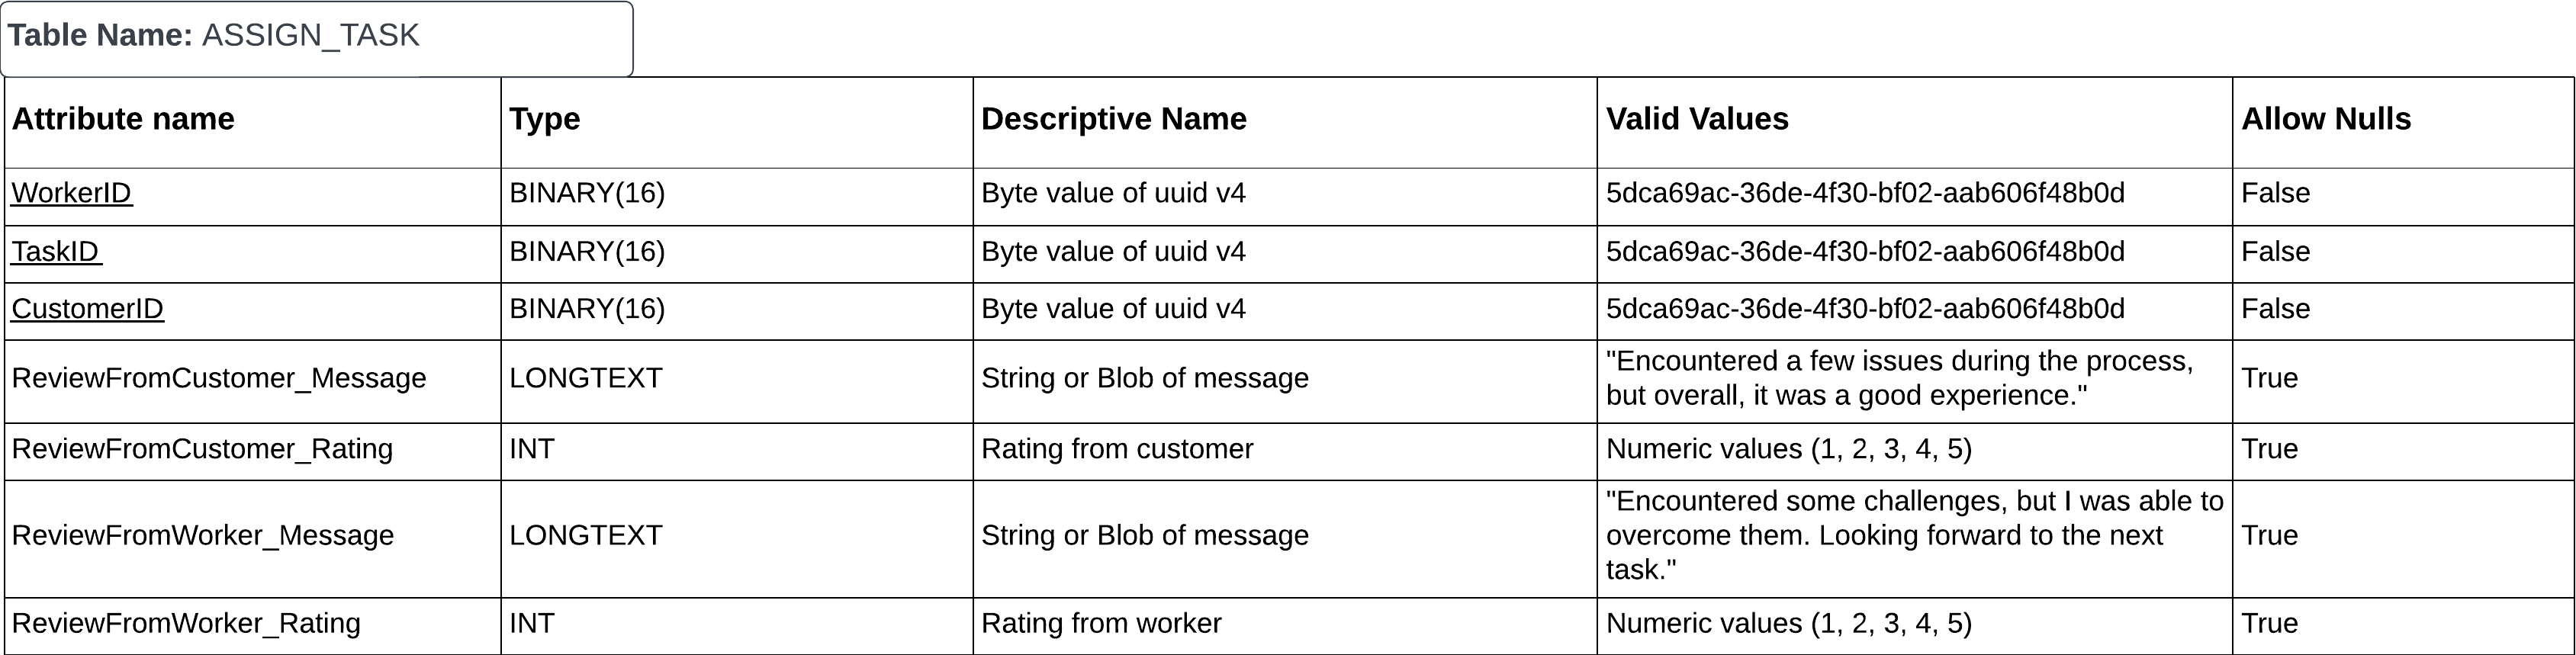 Table Name: ASSIGN_TASK
Attribute name Type Descriptive Name Valid Values Allow Nulls
WorkerID BINARY(16) Byte value of uuid v4 5dca69ac-36de-4f30-bf02-aab606f48b0d False
TaskID BINARY(16) Byte value of uuid v4 5dca69ac-36de-4f30-bf02-aab606f48b0d False
CustomerID BINARY(16) Byte value of uuid v4 5dca69ac-36de-4f30-bf02-aab606f48b0d False
ReviewFromCustomer_Message LONGTEXT String or Blob of message "Encountered a few issues during the process,
but overall, it was a good experience." True
ReviewFromCustomer_Rating INT Rating from customer Numeric values (1, 2, 3, 4, 5) True
ReviewFromWorker_Message LONGTEXT String or Blob of message "Encountered some challenges, but I was able to
overcome them. Looking forward to the next
task." True
ReviewFromWorker_Rating INT Rating from worker Numeric values (1, 2, 3, 4, 5) True